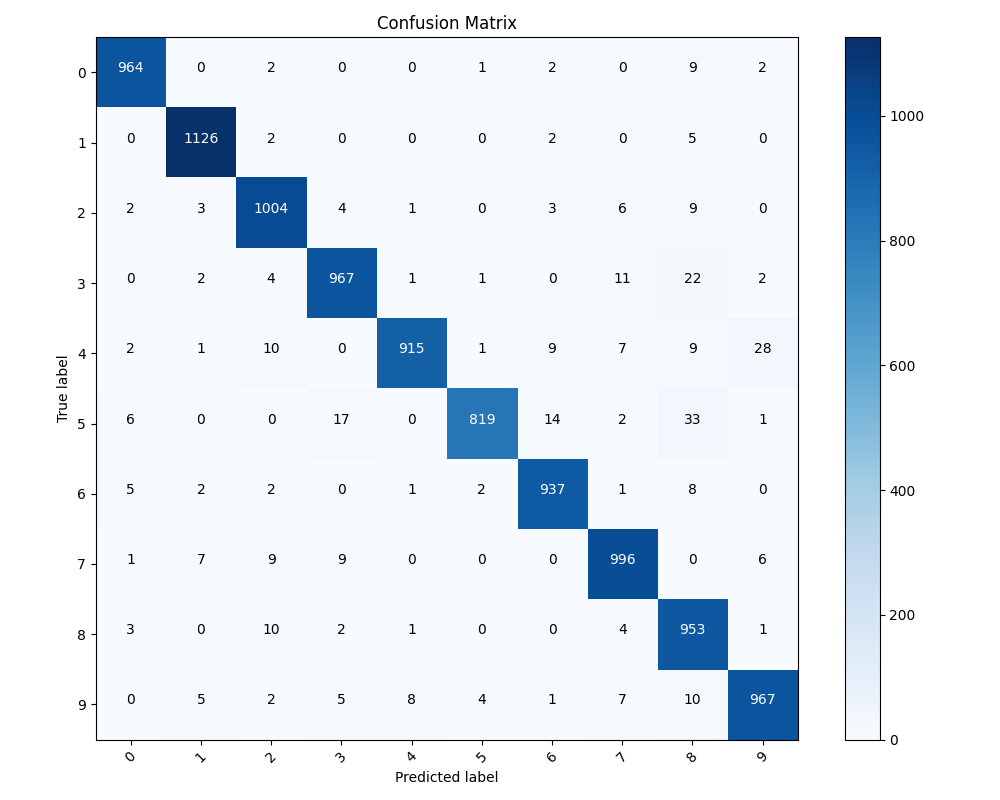 Confusion Matrix
0 964 0 2 0 0 1 2 0 9 2
1 0 1126 2 0 0 0 2 0 5 0
2 2 3 1004 4 1 0 3 6 9 0
3 0 2 4 967 1 1 0 11 22 2
4 2 1 10 0 915 1 9 7 9 28
5 6 0 0 17 0 819 14 2 33 1
6 5 2 2 0 1 2 937 1 8 0
7 1 7 9 9 0 0 0 996 0 6
8 3 0 10 2 1 0 0 4 953 1
9 0 5 2 5 8 4 1 7 10 967
0 1 2 3 4 5 6 7 8 9
True label
Predicted label
1000
800
600
400
200
0